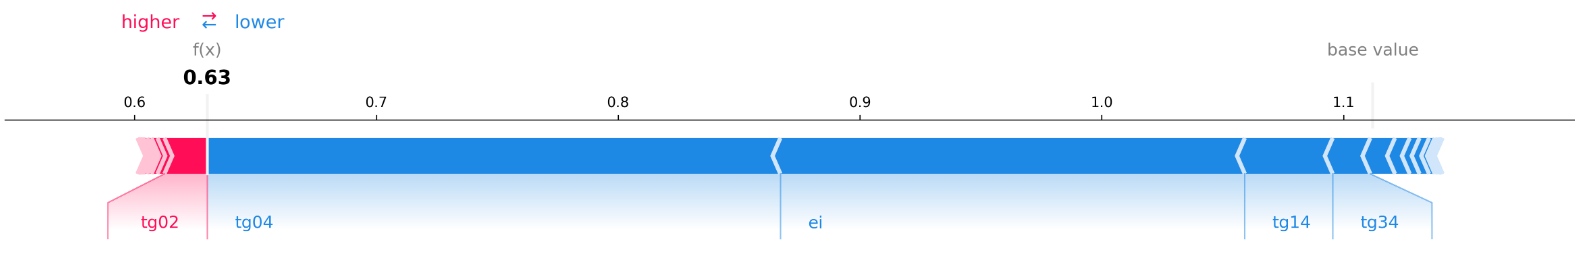 higher ⇄ lower
f(x) base value
0.63
0.6 0.7 0.8 0.9 1.0 1.1
tg02 tg04 ei tg14 tg34